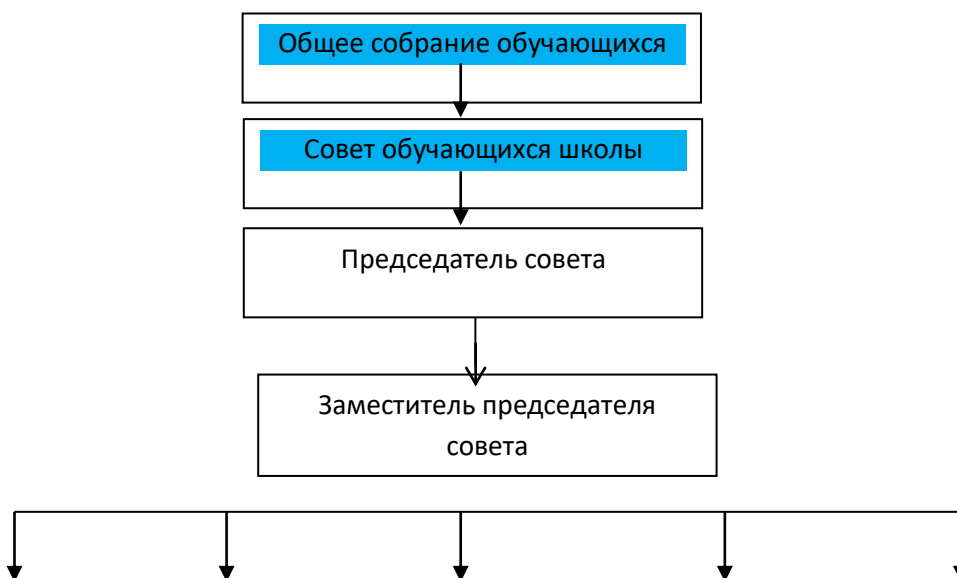 Общее собрание обучающихся
Совет обучающихся школы
Председатель совета
Заместитель председателя
совета